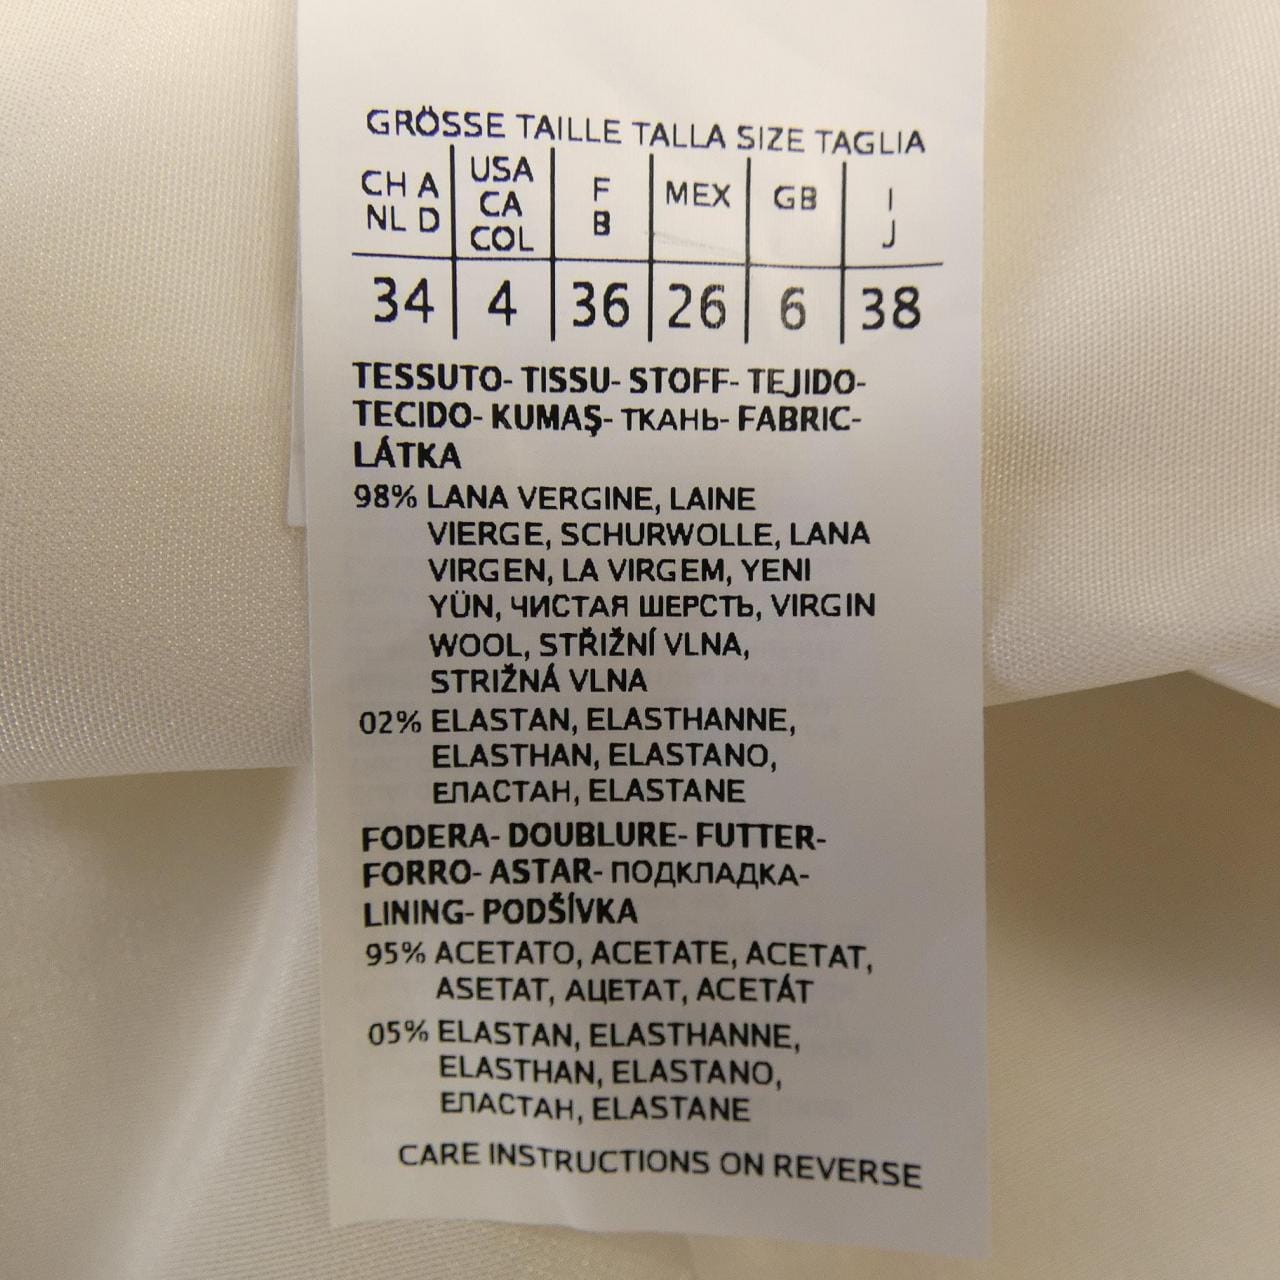 GRÖSSE TAILLE TALLA SIZE TAGLIA
CH A NL D USA CA COL F B MEX GB I J
34 4 36 26 6 38
TESSUTO- TISSU- STOFF- TEJIDO-
TECIDO- KUMAŞ- ТКАНЬ- FABRIC-
LÁTKA
98% LANA VERGINE, LAINE
VIERGE, SCHURWOLLE, LANA
VIRGEN, LA VIRGEM, YENI
YÜN, ЧИСТАЯ ШЕРСТЬ, VIRGIN
WOOL, STŘIŽNÍ VLNA,
STRIŽNÁ VLNA
02% ELASTAN, ELASTHANNE,
ELASTHAN, ELASTANO,
ЕЛАСТАН, ELASTANE
FODERA- DOUBLURE- FUTTER-
FORRO- ASTAR- ПОДКЛАДКА-
LINING- PODŠÍVKA
95% ACETATO, ACETATE, ACETAT,
ASETAT, АЦЕТАТ, ACETÁT
05% ELASTAN, ELASTHANNE,
ELASTHAN, ELASTANO,
ЕЛАСТАН, ELASTANE
CARE INSTRUCTIONS ON REVERSE